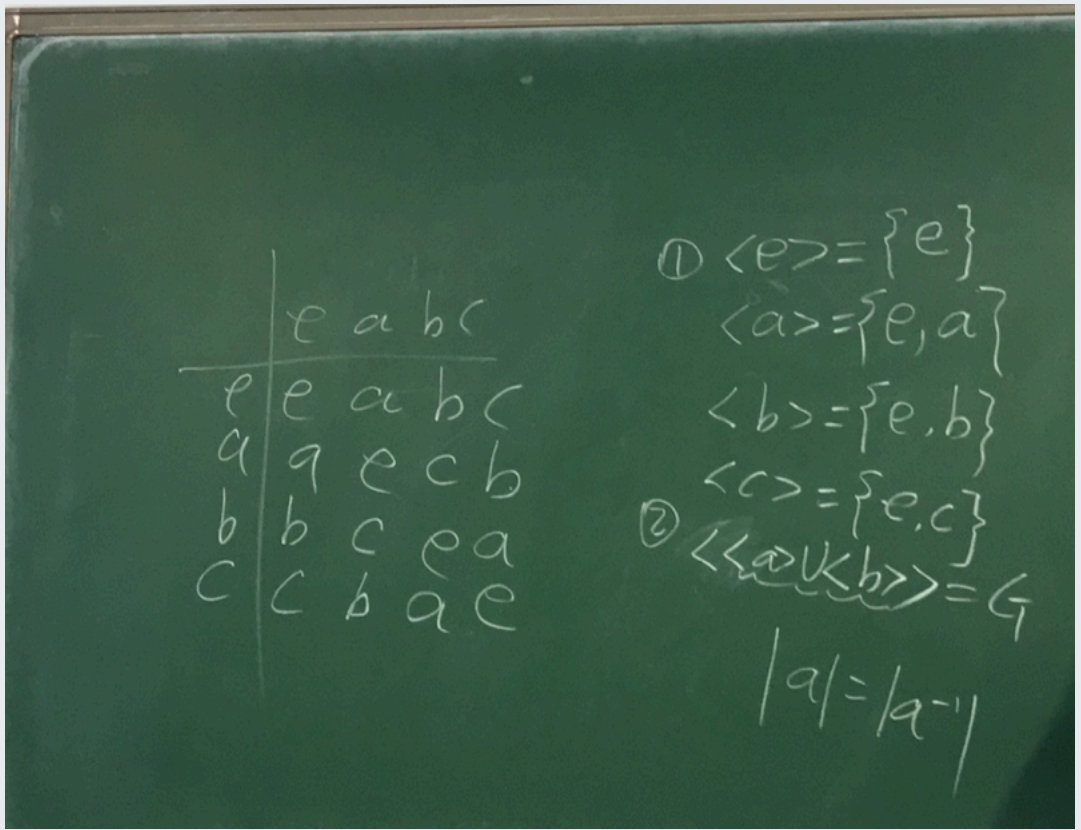 e a b c
e e a b c
a a e c b
b b c e a
c c b a e
① <e>={e}
<a>={e,a}
<b>={e,b}
<c>={e,c}
② <<a>∪<b>>=G
|a|=|a⁻¹|